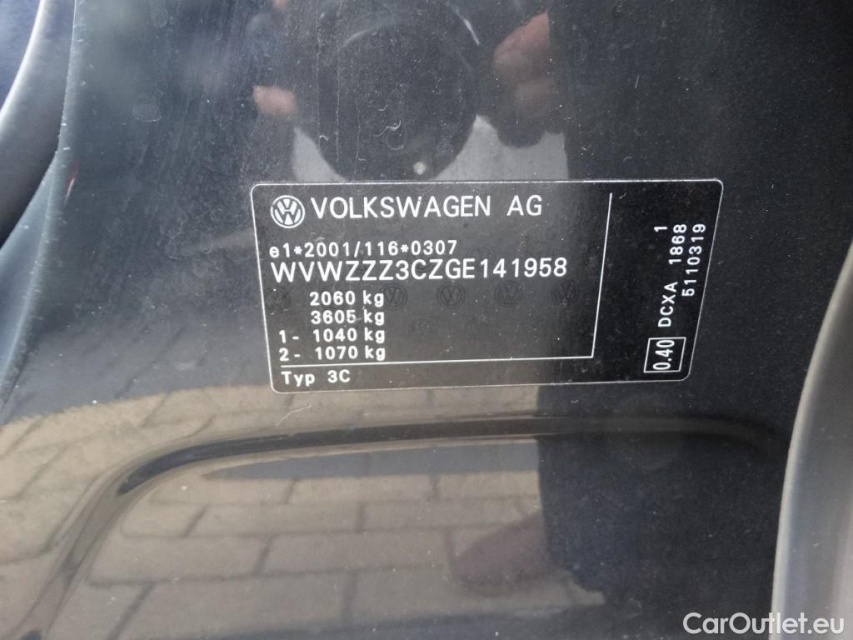 VOLKSWAGEN AG
e1*2001/116*0307
WVWZZZ3CZGE141958
2060 kg
3605 kg
1- 1040 kg
2- 1070 kg
Typ 3C
0.40 DCXA 1868 1
5110319
CarOutlet.eu